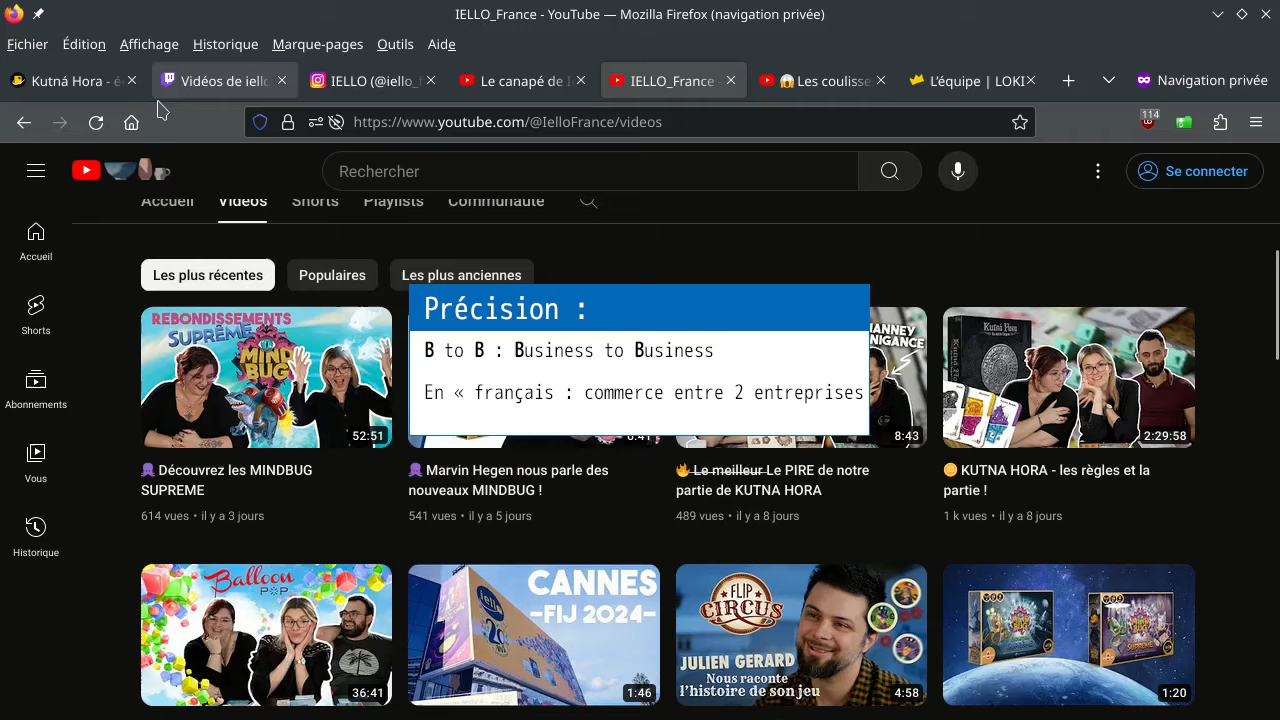 IELLO_France - YouTube — Mozilla Firefox (navigation privée)
Fichier Édition Affichage Historique Marque-pages Outils Aide
Kutná Hora - é Vidéos de iello IELLO (@iello_f Le canapé de I IELLO_France - 😱 Les coulisse L'équipe | LOKI Navigation privée
https://www.youtube.com/@IelloFrance/videos
114
Rechercher
Se connecter
Accueil Vidéos Shorts Playlists Communauté
Accueil
Shorts
Abonnements
Vous
Historique
Les plus récentes Populaires Les plus anciennes
Précision :
B to B : Business to Business
En « français : commerce entre 2 entreprises
REBONDISSEMENTS
SUPRÊME
MIND
BUG
52:51
8:43
Kutná Hora
2:29:58
🐙 Découvrez les MINDBUG
SUPREME
614 vues • il y a 3 jours
🐙 Marvin Hegen nous parle des
nouveaux MINDBUG !
541 vues • il y a 5 jours
🔥 Le meilleur Le PIRE de notre
partie de KUTNA HORA
489 vues • il y a 8 jours
🪙 KUTNA HORA - les règles et la
partie !
1 k vues • il y a 8 jours
Balloon
POP
36:41
CANNES
-FIJ 2024-
iello
1:46
FLIP
CIRCUS
JULIEN GERARD
Nous raconte
l'histoire de son jeu
4:58
1:20